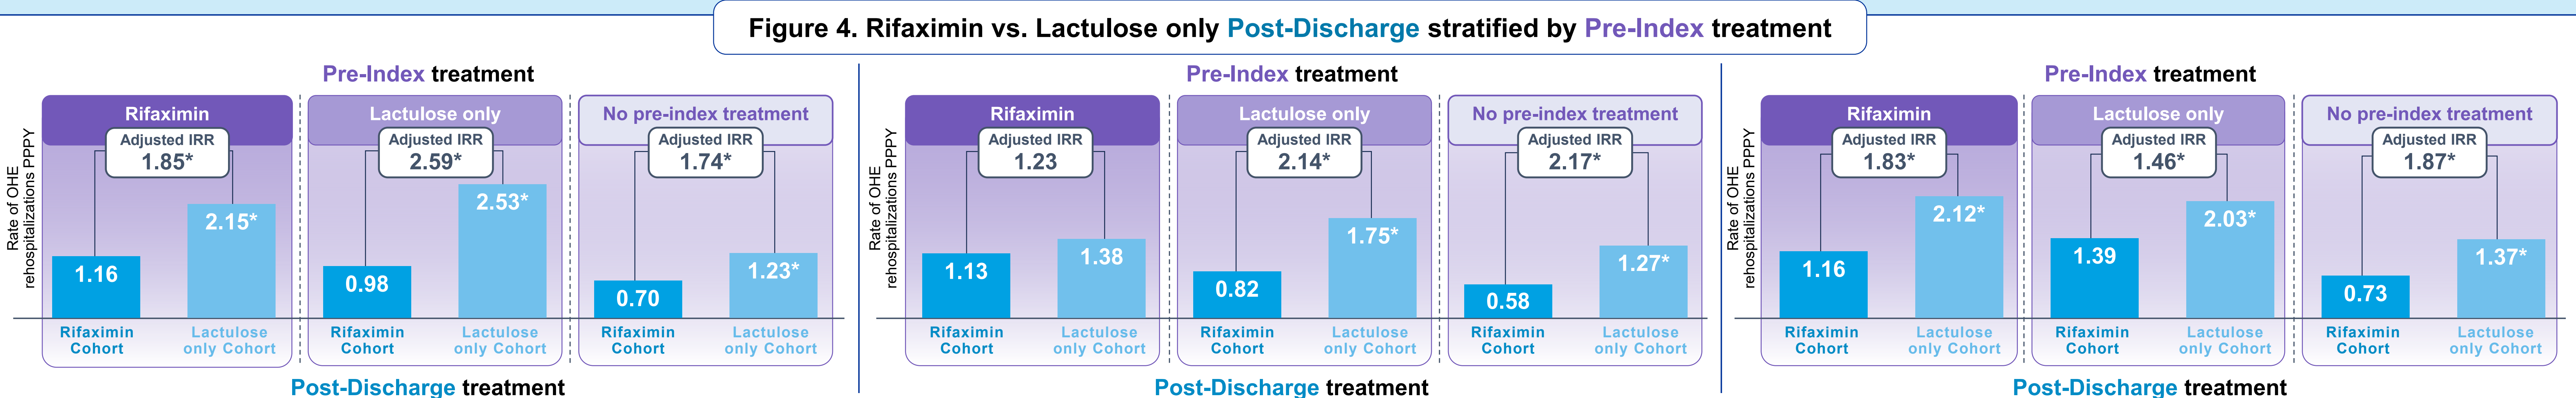 Figure 4. Rifaximin vs. Lactulose only Post-Discharge stratified by Pre-Index treatment
Pre-Index treatment
Rate of OHE
rehospitalizations PPPY
Rifaximin
Adjusted IRR
1.85*
1.16
2.15*
Rifaximin
Cohort
Lactulose
only Cohort
Lactulose only
Adjusted IRR
2.59*
0.98
2.53*
Rifaximin
Cohort
Lactulose
only Cohort
No pre-index treatment
Adjusted IRR
1.74*
0.70
1.23*
Rifaximin
Cohort
Lactulose
only Cohort
Post-Discharge treatment
Pre-Index treatment
Rate of OHE
rehospitalizations PPPY
Rifaximin
Adjusted IRR
1.23
1.13
1.38
Rifaximin
Cohort
Lactulose
only Cohort
Lactulose only
Adjusted IRR
2.14*
0.82
1.75*
Rifaximin
Cohort
Lactulose
only Cohort
No pre-index treatment
Adjusted IRR
2.17*
0.58
1.27*
Rifaximin
Cohort
Lactulose
only Cohort
Post-Discharge treatment
Pre-Index treatment
Rate of OHE
rehospitalizations PPPY
Rifaximin
Adjusted IRR
1.83*
1.16
2.12*
Rifaximin
Cohort
Lactulose
only Cohort
Lactulose only
Adjusted IRR
1.46*
1.39
2.03*
Rifaximin
Cohort
Lactulose
only Cohort
No pre-index treatment
Adjusted IRR
1.87*
0.73
1.37*
Rifaximin
Cohort
Lactulose
only Cohort
Post-Discharge treatment